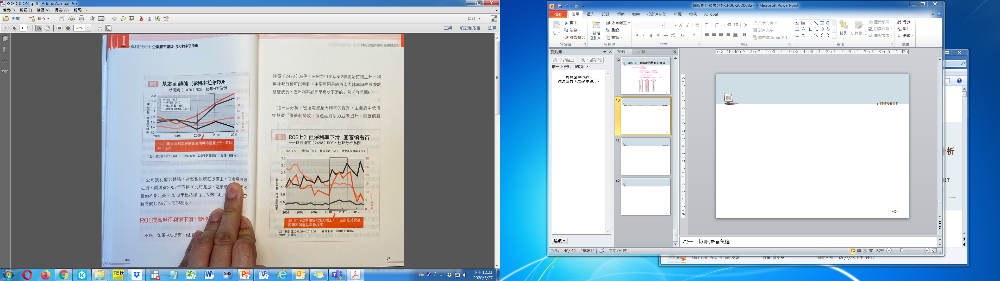 ROEDUPONT.pdf - Adobe Acrobat Pro
檔案(F) 編輯(E) 檢視(V) 視窗(W) 說明(H)
開啟 建立 自訂
1 / 3 128% 工具 填寫和簽署 注釋
1
Part
獲利性分析》企業賺不賺錢 3大數字現原形
圖5 基本面轉強 淨利率拉抬ROE
——以儒鴻（1476）ROE、杜邦分析為例
ROE（%）
淨利率（%）
權益乘數（倍）
總資產周轉率（次）
權益乘數、總資產周轉率
2.0
1.9
1.8
1.7
1.6
1.5
1.4
1.3
30
25
20
15
10
5
0
ROE、淨利率
2007 2008 2009 2010 2011
2009年後淨利率與總資產周轉率雙雙上升，帶動
ROE走高
註：統計自2007～2011 資料來源：公開資訊觀測站 整理：財報狗
公司獲利能力轉強，當然也反映在股價上，在金融海嘯
之後，儒鴻從2009年不到10元時起漲，之後隨
改
善而不斷走高，2013年起站穩百元大關，4月
史
新高價142.5元，表現亮眼。
ROE提高但淨利率下滑，營收
不過，如果ROE提高，但淨
070
財報狗教你挖好股穩賺20%
達電（2498）為例，ROE從2010年第2季開始持續上升，利
用杜邦分析可以看到，主要原因是總資產周轉率與權益乘數
雙雙成長，但淨利率卻是呈緩步下滑的走勢（詳見圖6）。
進一步分析，宏達電資產周轉率的提升，主要靠中低價
智慧型手機衝刺營收，但產品競爭力並未提升；而低價競
圖6 ROE上升但淨利率下滑 宜審慎看待
——以宏達電（2498）ROE、杜邦分析為例
ROE（%） 淨利率（%） 權益乘數（倍） 總資產周轉率（次）
權益乘數、總資產周轉率
3.5
3.0
2.5
2.0
1.5
1.0
0.5
0
30
25
20
15
10
5
0
ROE、淨利率
2007 2008 2009 2010 2011 2012
2010年第2季開始ROE大幅上升，主因是總資產
周轉率與權益乘數提高
註：統計自2007.Q1～2012.Q3 資料來源：公開資訊觀測站
整理：財報狗
071
下午 12:21
2020/3/27
四版財務報表分析CH06-20200327 - Microsoft PowerPoint
檔案 常用 插入 設計 切換 動畫 投影片放映 校閱 檢視 Acrobat
貼上 剪下 複製 複製格式
剪貼簿
新增
投影片 版面配置 重設 章節
投影片
字型
文字方向 對齊文字 轉換成 SmartArt
段落
排列 快速樣式 圖案填滿 圖案外框 圖案效果
繪圖
尋找 取代 選取
編輯
剪貼簿
全部貼上 全部清除
按一下要貼上的項目:
剪貼簿是空的。
複製或剪下以收集項目。
選項
投影片 大綱
39
圖6-10 擴張版的杜邦方程式
40
41
42
財務報表分析
•40•
按一下以新增備忘稿
投影片 40/ 42 "簡報1" 中文 (台灣) 62%
分析
Microsoft PowerPoint 簡報 作者: 蘇小華 修改日期: 2020/3/26 下午 04:17